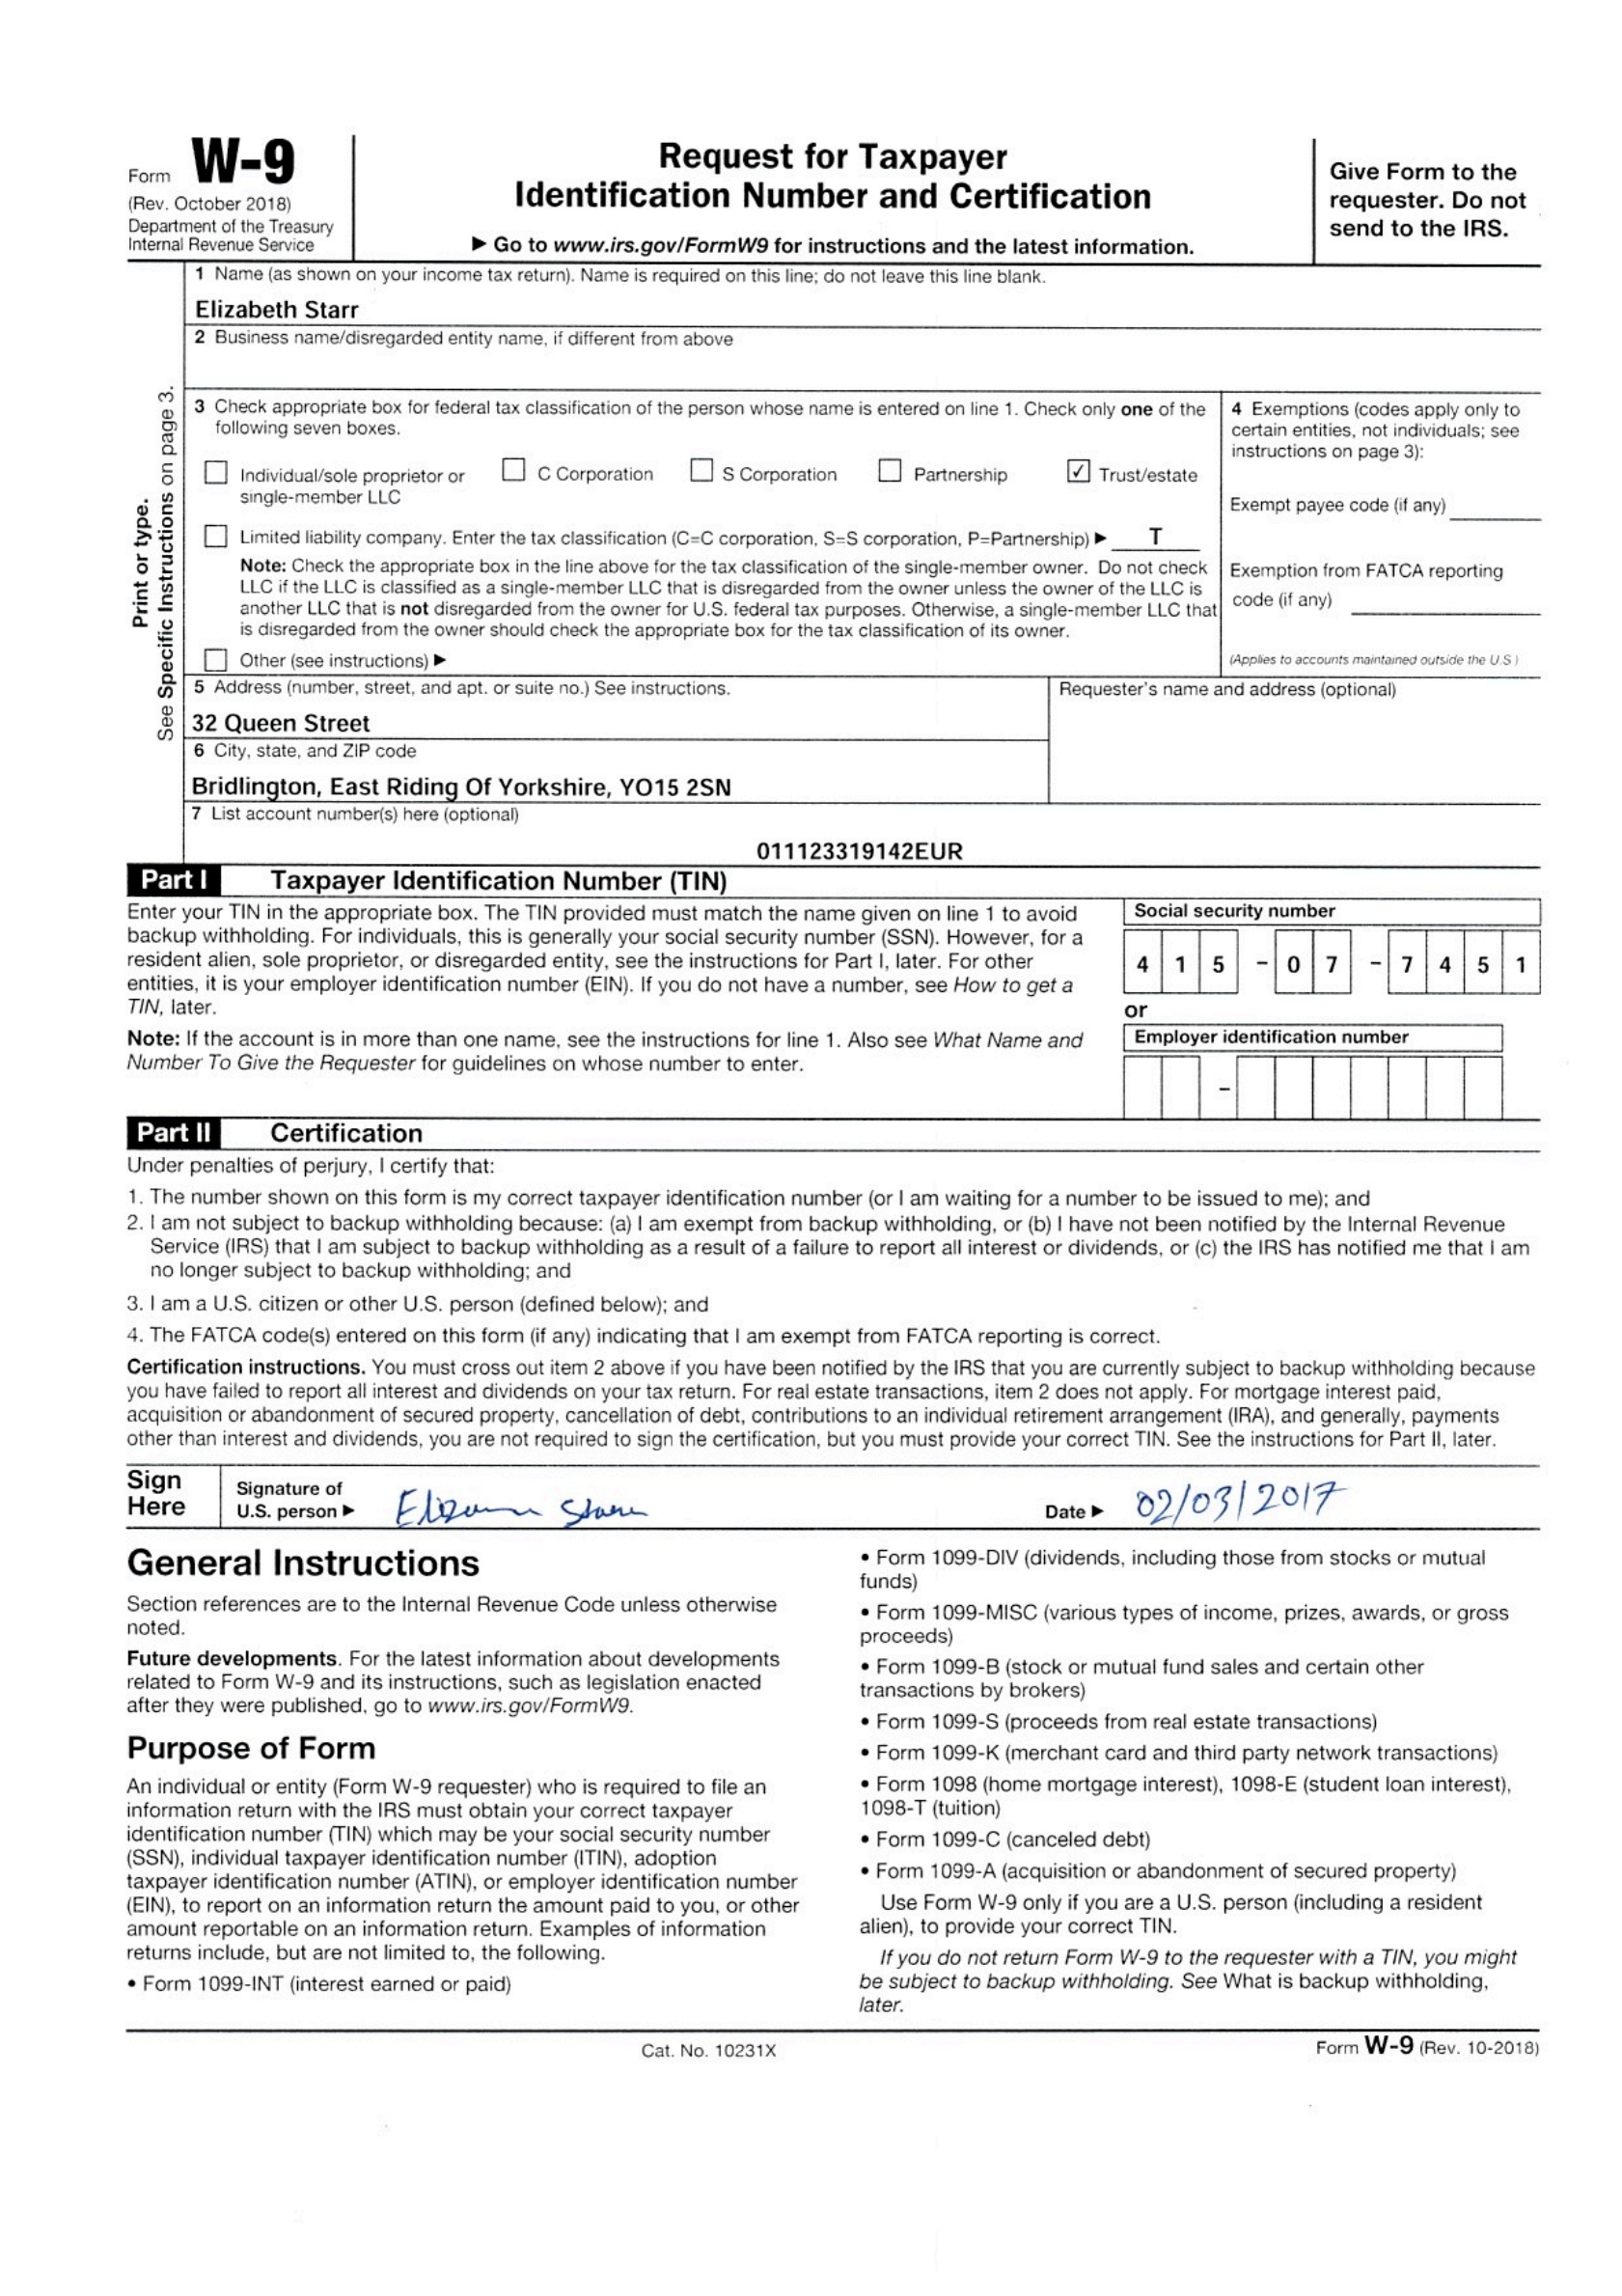 Form W-9
(Rev. October 2018)
Department of the Treasury
Internal Revenue Service
Request for Taxpayer
Identification Number and Certification
▶ Go to www.irs.gov/FormW9 for instructions and the latest information.
Give Form to the
requester. Do not
send to the IRS.
Print or type.
See Specific Instructions on page 3.
1 Name (as shown on your income tax return). Name is required on this line; do not leave this line blank.
Elizabeth Starr
2 Business name/disregarded entity name, if different from above
3 Check appropriate box for federal tax classification of the person whose name is entered on line 1. Check only one of the
following seven boxes.
☐ Individual/sole proprietor or ☐ C Corporation ☐ S Corporation ☐ Partnership ☑ Trust/estate
single-member LLC
☐ Limited liability company. Enter the tax classification (C=C corporation, S=S corporation, P=Partnership) ▶ T
Note: Check the appropriate box in the line above for the tax classification of the single-member owner. Do not check
LLC if the LLC is classified as a single-member LLC that is disregarded from the owner unless the owner of the LLC is
another LLC that is not disregarded from the owner for U.S. federal tax purposes. Otherwise, a single-member LLC that
is disregarded from the owner should check the appropriate box for the tax classification of its owner.
☐ Other (see instructions) ▶
4 Exemptions (codes apply only to
certain entities, not individuals; see
instructions on page 3):
Exempt payee code (if any)
Exemption from FATCA reporting
code (if any)
(Applies to accounts maintained outside the U.S.)
5 Address (number, street, and apt. or suite no.) See instructions.
32 Queen Street
6 City, state, and ZIP code
Bridlington, East Riding Of Yorkshire, YO15 2SN
Requester's name and address (optional)
7 List account number(s) here (optional)
011123319142EUR
Part I Taxpayer Identification Number (TIN)
Enter your TIN in the appropriate box. The TIN provided must match the name given on line 1 to avoid
backup withholding. For individuals, this is generally your social security number (SSN). However, for a
resident alien, sole proprietor, or disregarded entity, see the instructions for Part I, later. For other
entities, it is your employer identification number (EIN). If you do not have a number, see How to get a
TIN, later.
Note: If the account is in more than one name, see the instructions for line 1. Also see What Name and
Number To Give the Requester for guidelines on whose number to enter.
Social security number
4 1 5 - 0 7 - 7 4 5 1
or
Employer identification number
-
Part II Certification
Under penalties of perjury, I certify that:
1. The number shown on this form is my correct taxpayer identification number (or I am waiting for a number to be issued to me); and
2. I am not subject to backup withholding because: (a) I am exempt from backup withholding, or (b) I have not been notified by the Internal Revenue
Service (IRS) that I am subject to backup withholding as a result of a failure to report all interest or dividends, or (c) the IRS has notified me that I am
no longer subject to backup withholding; and
3. I am a U.S. citizen or other U.S. person (defined below); and
4. The FATCA code(s) entered on this form (if any) indicating that I am exempt from FATCA reporting is correct.
Certification instructions. You must cross out item 2 above if you have been notified by the IRS that you are currently subject to backup withholding because
you have failed to report all interest and dividends on your tax return. For real estate transactions, item 2 does not apply. For mortgage interest paid,
acquisition or abandonment of secured property, cancellation of debt, contributions to an individual retirement arrangement (IRA), and generally, payments
other than interest and dividends, you are not required to sign the certification, but you must provide your correct TIN. See the instructions for Part II, later.
Sign
Here
Signature of
U.S. person ▶
Date ▶ 02/03/2017
General Instructions
Section references are to the Internal Revenue Code unless otherwise
noted.
Future developments. For the latest information about developments
related to Form W-9 and its instructions, such as legislation enacted
after they were published, go to www.irs.gov/FormW9.
Purpose of Form
An individual or entity (Form W-9 requester) who is required to file an
information return with the IRS must obtain your correct taxpayer
identification number (TIN) which may be your social security number
(SSN), individual taxpayer identification number (ITIN), adoption
taxpayer identification number (ATIN), or employer identification number
(EIN), to report on an information return the amount paid to you, or other
amount reportable on an information return. Examples of information
returns include, but are not limited to, the following.
• Form 1099-INT (interest earned or paid)
• Form 1099-DIV (dividends, including those from stocks or mutual
funds)
• Form 1099-MISC (various types of income, prizes, awards, or gross
proceeds)
• Form 1099-B (stock or mutual fund sales and certain other
transactions by brokers)
• Form 1099-S (proceeds from real estate transactions)
• Form 1099-K (merchant card and third party network transactions)
• Form 1098 (home mortgage interest), 1098-E (student loan interest),
1098-T (tuition)
• Form 1099-C (canceled debt)
• Form 1099-A (acquisition or abandonment of secured property)
Use Form W-9 only if you are a U.S. person (including a resident
alien), to provide your correct TIN.
If you do not return Form W-9 to the requester with a TIN, you might
be subject to backup withholding. See What is backup withholding,
later.
Cat. No. 10231X
Form W-9 (Rev. 10-2018)